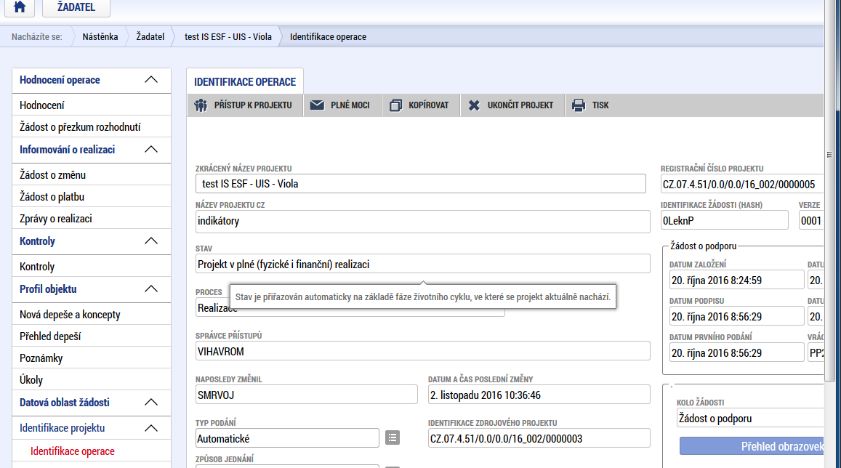 ŽADATEL
Nacházíte se: Nástěnka Žadatel test IS ESF - UIS - Viola Identifikace operace
Hodnocení operace
Hodnocení
Žádost o přezkum rozhodnutí
Informování o realizaci
Žádost o změnu
Žádost o platbu
Zprávy o realizaci
Kontroly
Kontroly
Profil objektu
Nová depeše a koncepty
Přehled depeší
Poznámky
Úkoly
Datová oblast žádosti
Identifikace projektu
Identifikace operace
IDENTIFIKACE OPERACE
PŘÍSTUP K PROJEKTU PLNÉ MOCI KOPÍROVAT UKONČIT PROJEKT TISK
ZKRÁCENÝ NÁZEV PROJEKTU
test IS ESF - UIS - Viola
NÁZEV PROJEKTU CZ
indikátory
STAV
Projekt v plné (fyzické i finanční) realizaci
Stav je přiřazován automaticky na základě fáze životního cyklu, ve které se projekt aktuálně nachází.
PROCES
Realizace
SPRÁVCE PŘÍSTUPŮ
VIHAVROM
NAPOSLEDY ZMĚNIL
SMRVOJ
DATUM A ČAS POSLEDNÍ ZMĚNY
2. listopadu 2016 10:36:46
TYP PODÁNÍ
Automatické
IDENTIFIKACE ZDROJOVÉHO PROJEKTU
CZ.07.4.51/0.0/0.0/16_002/0000003
ZPŮSOB JEDNÁNÍ
REGISTRAČNÍ ČÍSLO PROJEKTU
CZ.07.4.51/0.0/0.0/16_002/0000005
IDENTIFIKACE ŽÁDOSTI (HASH)
0LeknP
VERZE
0001
Žádost o podporu
DATUM ZALOŽENÍ DATU
20. října 2016 8:24:59 20.
DATUM PODPISU DATU
20. října 2016 8:56:29 20.
DATUM PRVNÍHO PODÁNÍ VRÁC
20. října 2016 8:56:29 PP2
KOLO ŽÁDOSTI
Žádost o podporu
Přehled obrazovek